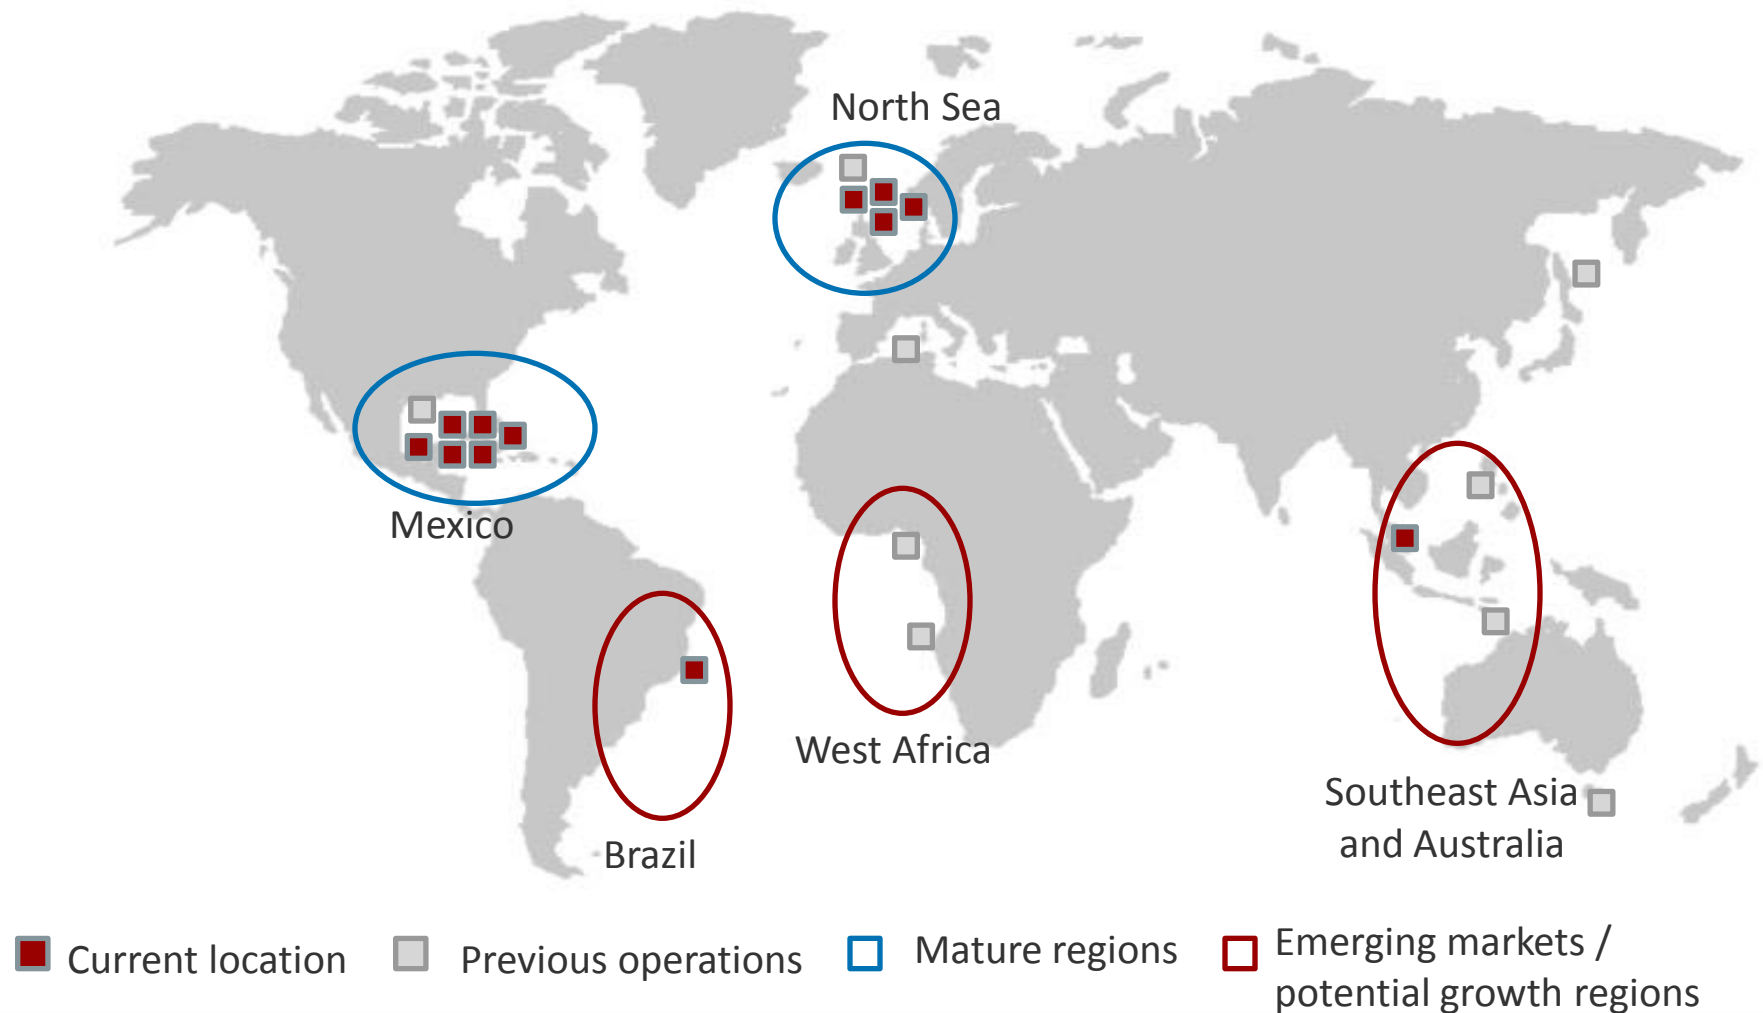 North Sea
Mexico
West Africa
Southeast Asia
and Australia
Brazil
Current location
Previous operations
Mature regions
Emerging markets /
potential growth regions